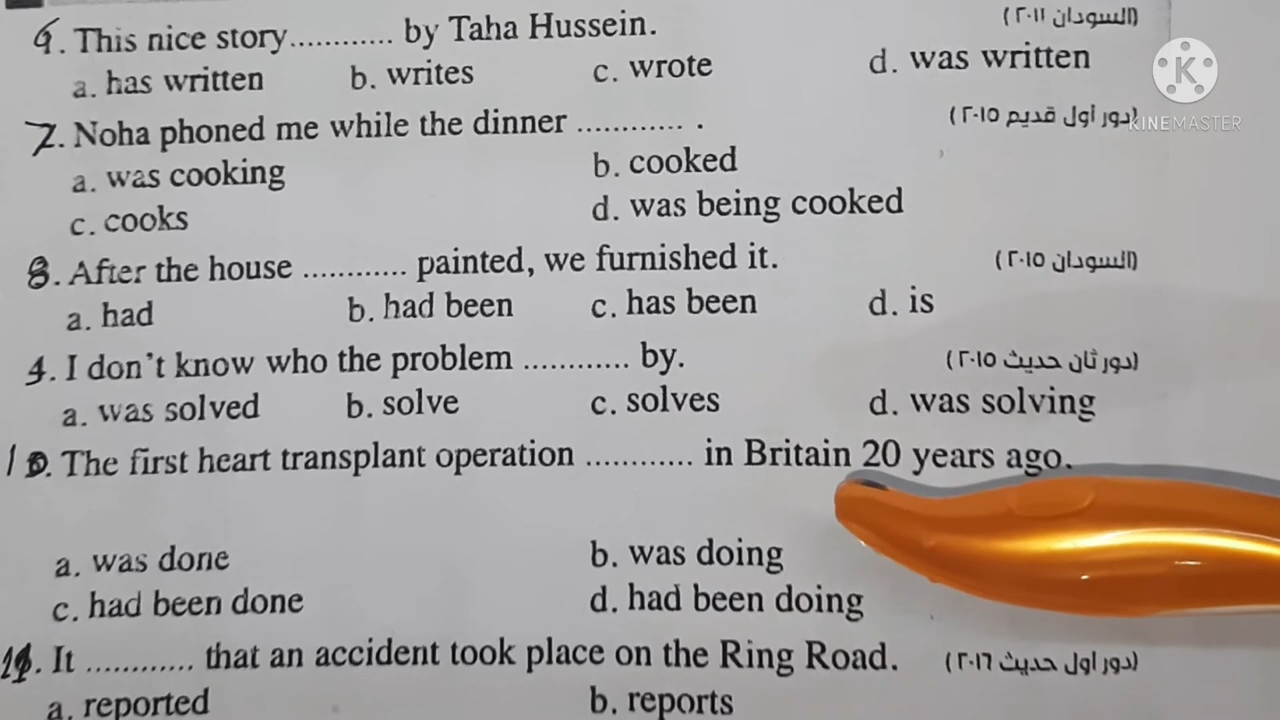 6. This nice story............ by Taha Hussein. (السودان ٢٠١١)
a. has written b. writes c. wrote d. was written
7. Noha phoned me while the dinner ............ . (دور أول قديم ٢٠١٥)
a. was cooking b. cooked
c. cooks d. was being cooked
8. After the house ............ painted, we furnished it. (السودان ٢٠١٥)
a. had b. had been c. has been d. is
9. I don't know who the problem ............ by. (دور ثان حديث ٢٠١٥)
a. was solved b. solve c. solves d. was solving
10. The first heart transplant operation ............ in Britain 20 years ago.
a. was done b. was doing
c. had been done d. had been doing
11. It ............ that an accident took place on the Ring Road. (دور اول حديث ٢٠١٦)
a. reported b. reports
K
KINEMASTER